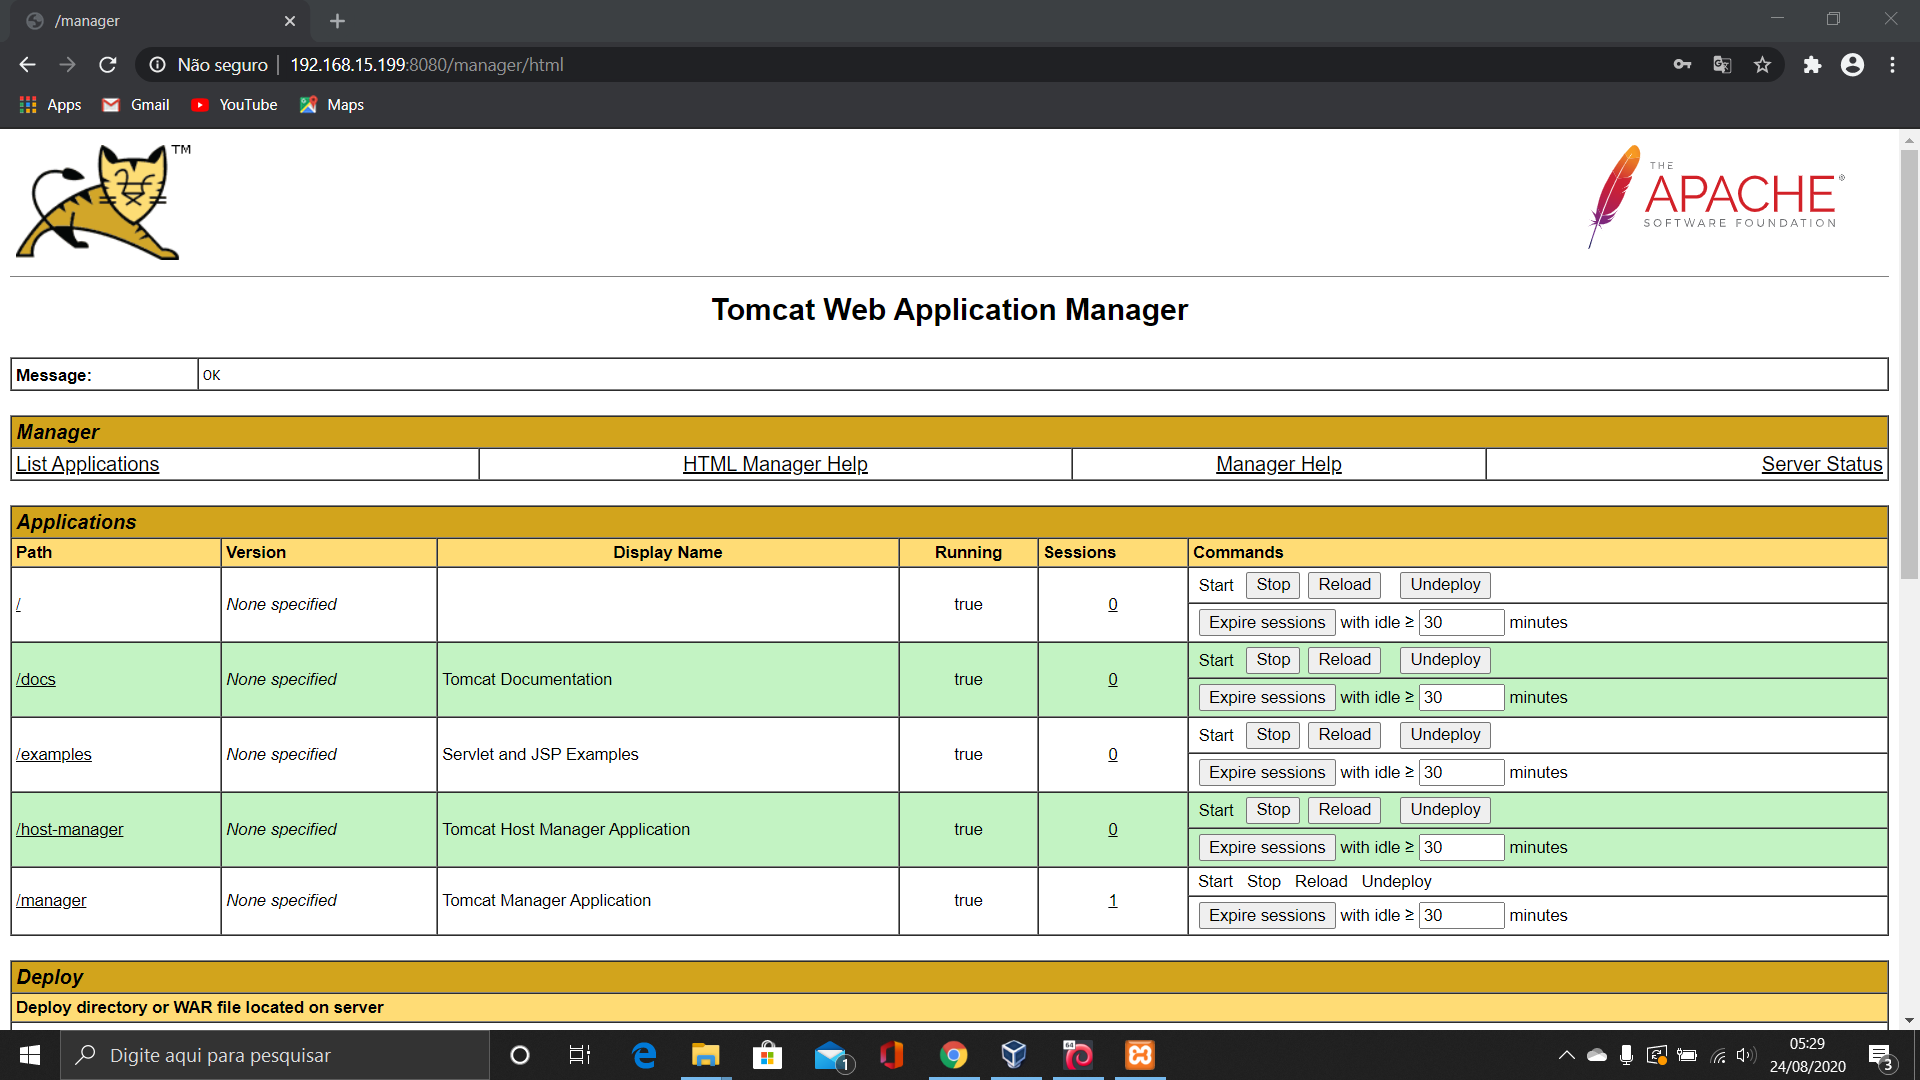 /manager
Não seguro 192.168.15.199:8080/manager/html
Apps Gmail YouTube Maps
TM
THE
APACHE®
SOFTWARE FOUNDATION
Tomcat Web Application Manager
Message: OK
Manager
List Applications HTML Manager Help Manager Help Server Status
Applications
Path Version Display Name Running Sessions Commands
/ None specified true 0 Start Stop Reload Undeploy
Expire sessions with idle ≥ 30 minutes
/docs None specified Tomcat Documentation true 0 Start Stop Reload Undeploy
Expire sessions with idle ≥ 30 minutes
/examples None specified Servlet and JSP Examples true 0 Start Stop Reload Undeploy
Expire sessions with idle ≥ 30 minutes
/host-manager None specified Tomcat Host Manager Application true 0 Start Stop Reload Undeploy
Expire sessions with idle ≥ 30 minutes
/manager None specified Tomcat Manager Application true 1 Start Stop Reload Undeploy
Expire sessions with idle ≥ 30 minutes
Deploy
Deploy directory or WAR file located on server
Digite aqui para pesquisar
1
64
05:29
24/08/2020
3